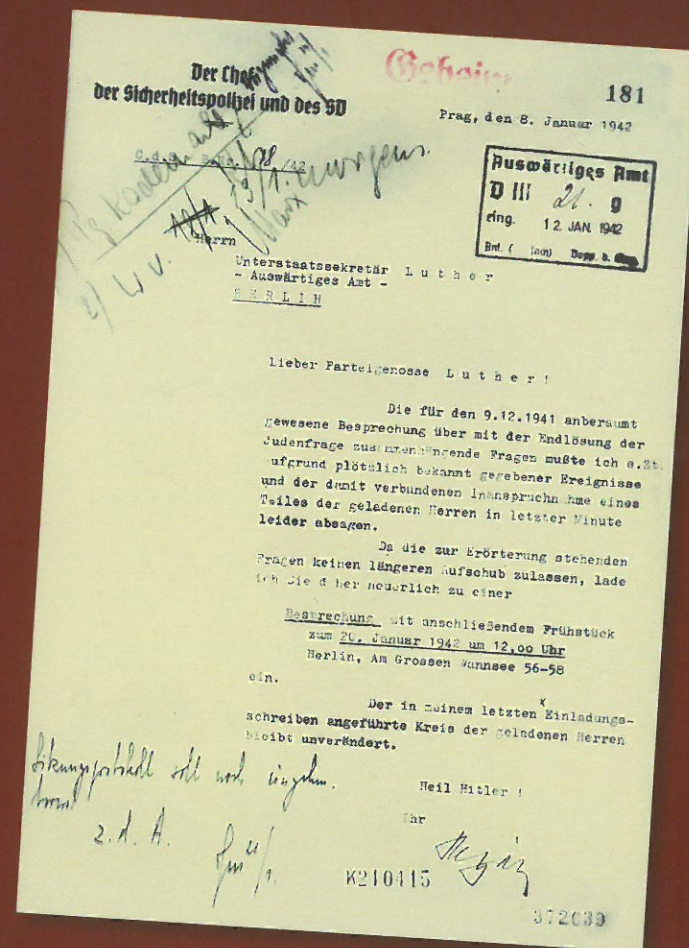 Geheim
181
Der Chef
der Sicherheitspolizei und des SD
Prag, den 8. Januar 1942
/42
morgens.
Auswärtiges Amt
D III 21. g
eing. 12. JAN. 1942
Herrn
Unterstaatssekretär L u t h e r
- Auswärtiges Amt -
B E R L I N
Lieber Parteigenosse L u t h e r !
Die für den 9.12.1941 anberaumt
gewesene Besprechung über mit der Endlösung der
Judenfrage zusammenhängende Fragen mußte ich s.Zt.
aufgrund plötzlich bekannt gegebener Ereignisse
und der damit verbundenen Inanspruchnahme eines
Teiles der geladenen Herren in letzter Minute
leider absagen.
Da die zur Erörterung stehenden
Fragen keinen längeren Aufschub zulassen, lade
ich Sie daher neuerlich zu einer
Besprechung mit anschließendem Frühstück
zum 20. Januar 1942 um 12,oo Uhr
Berlin, Am Grossen Wannsee 56-58
ein.
Der in meinem letzten Einladungs-
schreiben angeführte Kreis der geladenen Herren
bleibt unverändert.
Heil Hitler !
Ihr
z. d. A.
K210415
372039